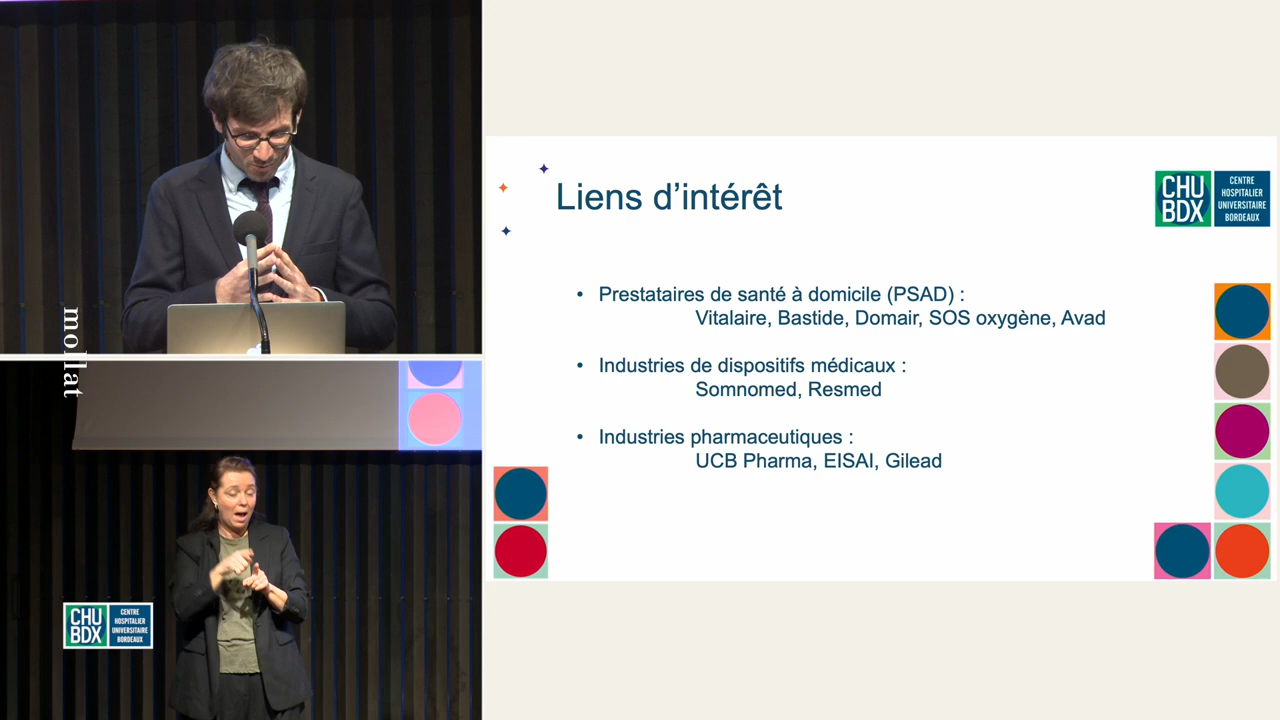 mollat
CHU
BDX
CENTRE
HOSPITALIER
UNIVERSITAIRE
BORDEAUX
Liens d’intérêt
CHU
BDX
CENTRE
HOSPITALIER
UNIVERSITAIRE
BORDEAUX
• Prestataires de santé à domicile (PSAD) :
Vitalaire, Bastide, Domair, SOS oxygène, Avad
• Industries de dispositifs médicaux :
Somnomed, Resmed
• Industries pharmaceutiques :
UCB Pharma, EISAI, Gilead